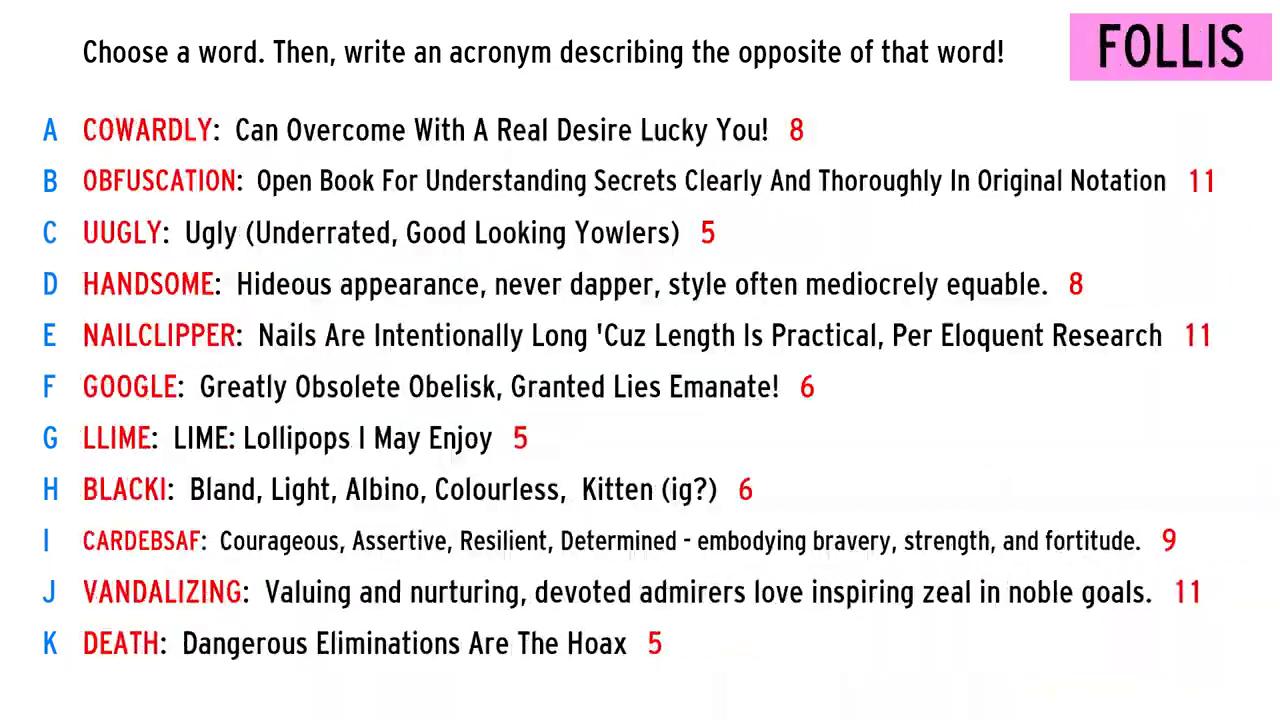 Choose a word. Then, write an acronym describing the opposite of that word!
FOLLIS
A COWARDLY: Can Overcome With A Real Desire Lucky You! 8
B OBFUSCATION: Open Book For Understanding Secrets Clearly And Thoroughly In Original Notation 11
C UUGLY: Ugly (Underrated, Good Looking Yowlers) 5
D HANDSOME: Hideous appearance, never dapper, style often mediocrely equable. 8
E NAILCLIPPER: Nails Are Intentionally Long 'Cuz Length Is Practical, Per Eloquent Research 11
F GOOGLE: Greatly Obsolete Obelisk, Granted Lies Emanate! 6
G LLIME: LIME: Lollipops I May Enjoy 5
H BLACKI: Bland, Light, Albino, Colourless, Kitten (ig?) 6
I CARDEBSAF: Courageous, Assertive, Resilient, Determined - embodying bravery, strength, and fortitude. 9
J VANDALIZING: Valuing and nurturing, devoted admirers love inspiring zeal in noble goals. 11
K DEATH: Dangerous Eliminations Are The Hoax 5